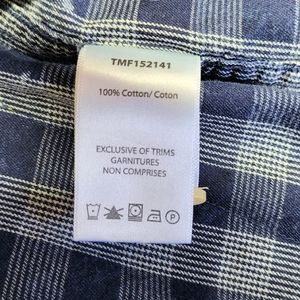 TMF152141
100% Cotton/ Coton
EXCLUSIVE OF TRIMS
GARNITURES
NON COMPRISES